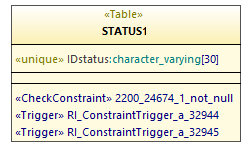 «Table»
STATUS1
«unique» IDstatus:character_varying[30]
«CheckConstraint» 2200_24674_1_not_null
«Trigger» RI_ConstraintTrigger_a_32944
«Trigger» RI_ConstraintTrigger_a_32945